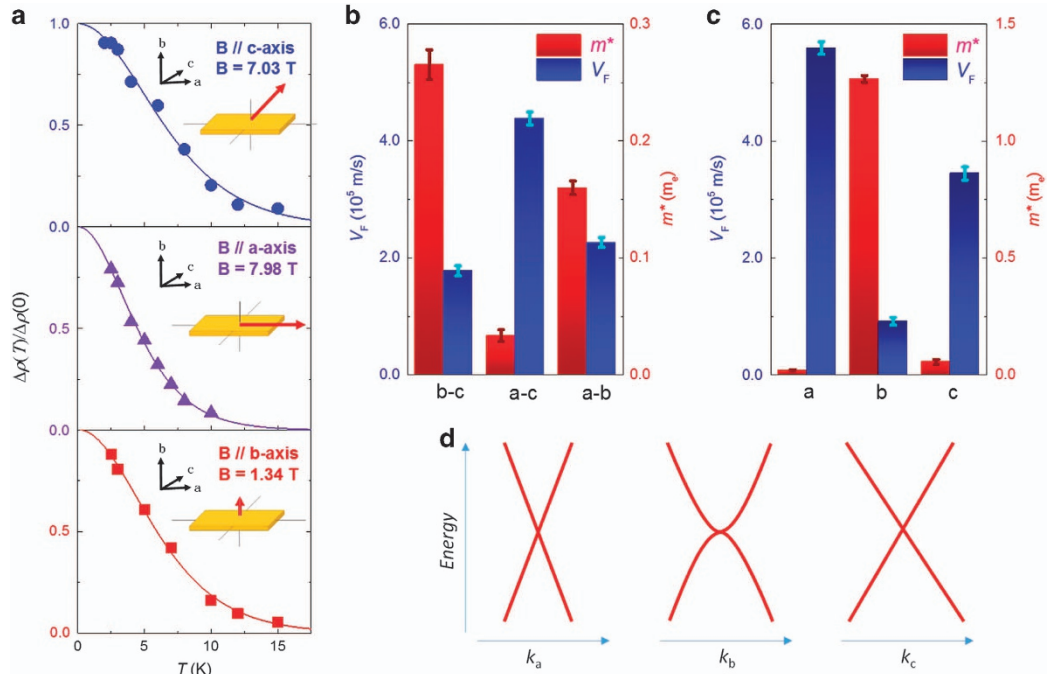 a
1.0
0.5
0.0
0.5
0.0
0.5
0.0
Δρ(T)/Δρ(0)
b
c
a
B // c-axis
B = 7.03 T
b
c
a
B // a-axis
B = 7.98 T
b
c
a
B // b-axis
B = 1.34 T
0
5
10
15
T (K)
b
6.0
4.0
2.0
0.0
V_F (10^5 m/s)
m*
V_F
0.3
0.2
0.1
0.0
m* (m_e)
b-c
a-c
a-b
c
6.0
4.0
2.0
0.0
V_F (10^5 m/s)
m*
V_F
1.5
1.0
0.5
0.0
m* (m_e)
a
b
c
d
Energy
k_a
k_b
k_c